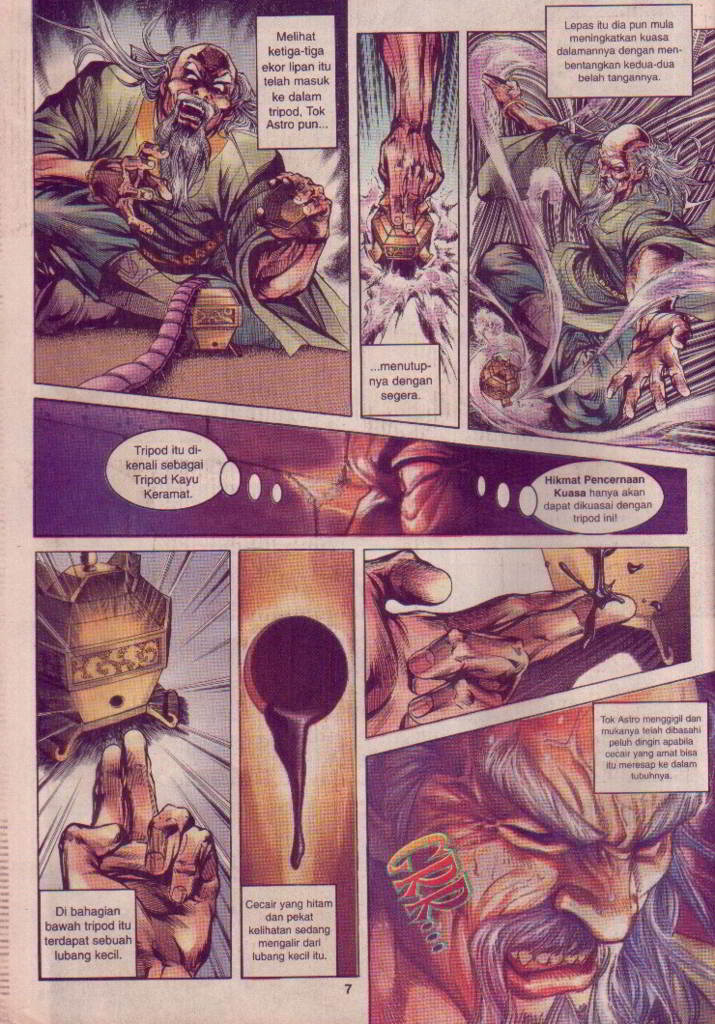 Melihat
ketiga-tiga
ekor lipan itu
telah masuk
ke dalam
tripod, Tok
Astro pun...
...menutup-
nya dengan
segera.
Lepas itu dia pun mula
meningkatkan kuasa
dalamannya dengan mem-
bentangkan kedua-dua
belah tangannya.
Tripod itu di-
kenali sebagai
Tripod Kayu
Keramat.
Hikmat Pencernaan
Kuasa hanya akan
dapat dikuasai dengan
tripod ini!
Di bahagian
bawah tripod itu
terdapat sebuah
lubang kecil.
Cecair yang hitam
dan pekat
kelihatan sedang
mengalir dari
lubang kecil itu.
Tok Astro menggigil dan
mukanya telah dibasahi
peluh dingin apabila
cecair yang amat bisa
itu meresap ke dalam
tubuhnya.
GRRR...
7